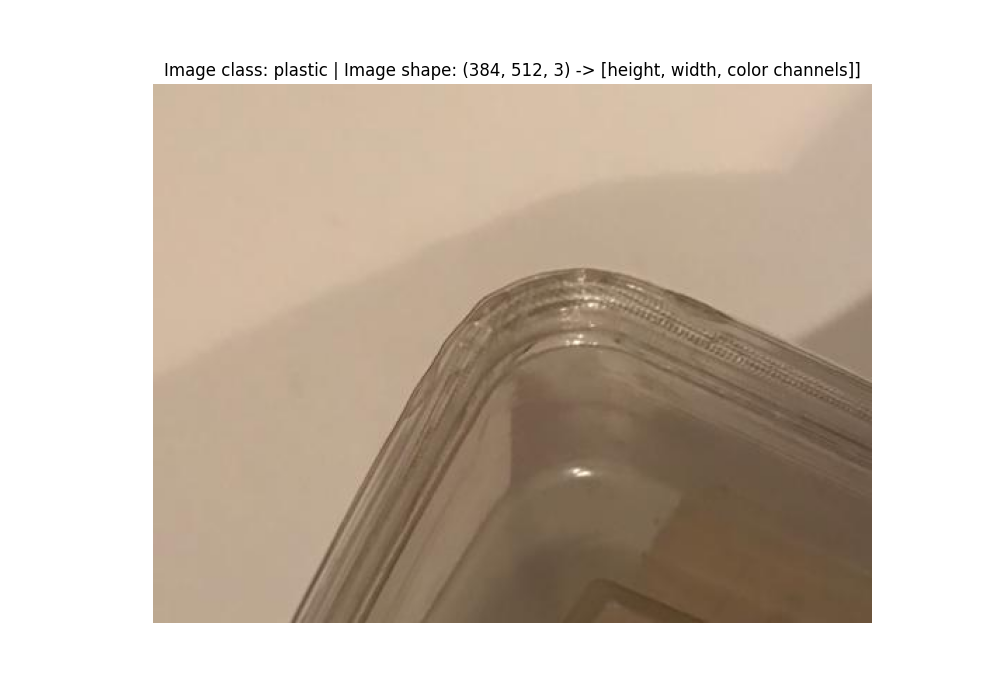 Image class: plastic | Image shape: (384, 512, 3) -> [height, width, color channels]]